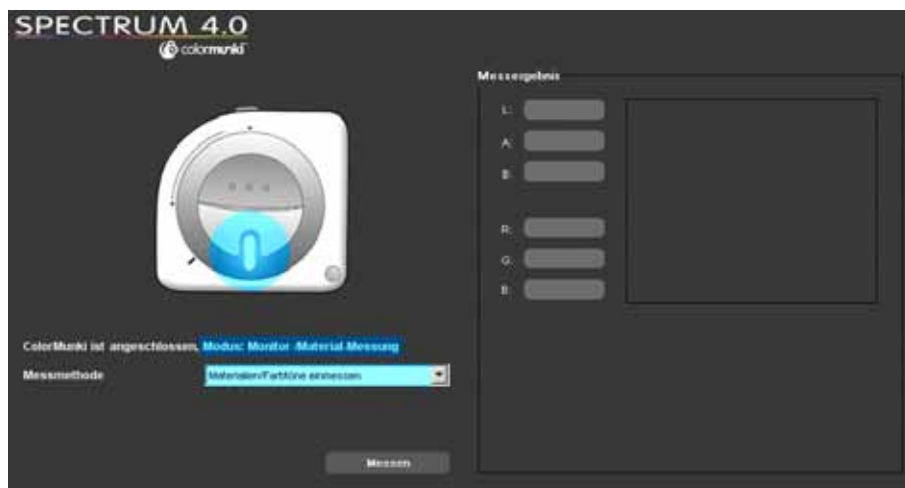 SPECTRUM 4.0
colormunki
Messergebnis
L:
A:
B:
R:
G:
B:
ColorMunki ist angeschlossen, Modus: Monitor-/Material-Messung
Messmethode
Materialien/Farbtöne einmessen
Messen